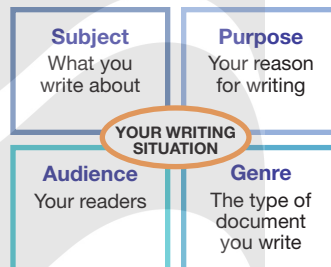 Subject
What you
write about
Purpose
Your reason
for writing
YOUR WRITING
SITUATION
Audience
Your readers
Genre
The type of
document
you write